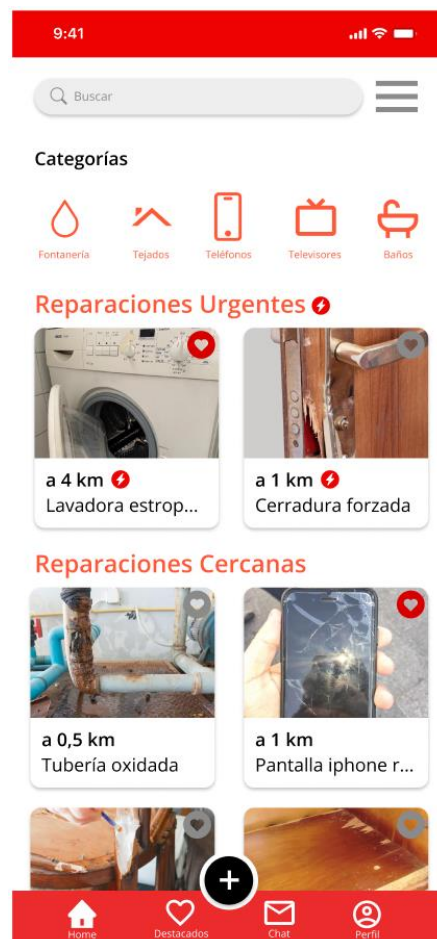 9:41
Buscar
Categorías
Fontanería Tejados Teléfonos Televisores Baños
Reparaciones Urgentes
a 4 km a 1 km
Lavadora estrop... Cerradura forzada
Reparaciones Cercanas
a 0,5 km a 1 km
Tubería oxidada Pantalla iphone r...
Home Destacados Chat Perfil